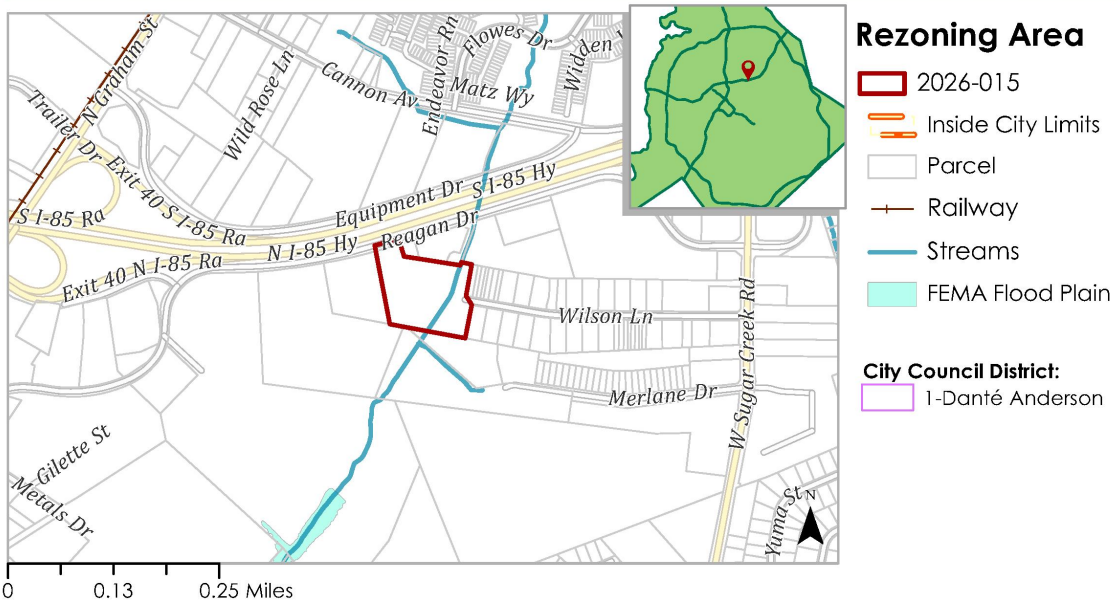 N Graham St
Trailer Dr
Wild Rose Ln
Cannon Av
Endeavor Rn
Flowes Dr
Matz Wy
Widden
Exit 40 S I-85 Ra
S I-85 Ra
Equipment Dr
S I-85 Hy
N I-85 Hy
Reagan Dr
Exit 40 N I-85 Ra
Wilson Ln
Merlane Dr
W Sugar Creek Rd
Gilette St
Metals Dr
Yuma St
N
0 0.13 0.25 Miles
Rezoning Area
2026-015
Inside City Limits
Parcel
Railway
Streams
FEMA Flood Plain
City Council District:
1-Danté Anderson